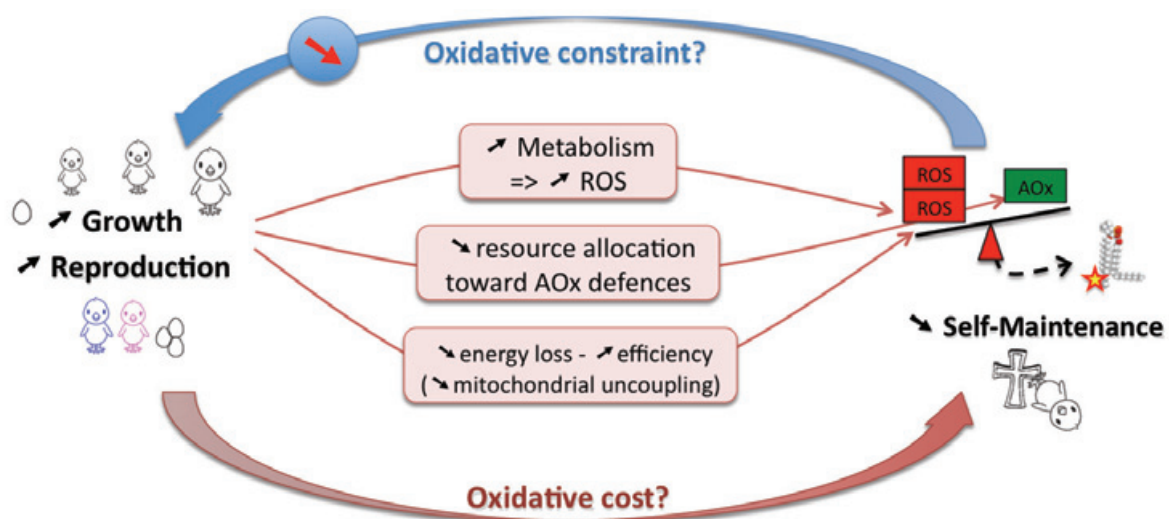 Oxidative constraint?
↗ Metabolism
=> ↗ ROS
ROS
ROS
AOx
↗ Growth
↗ Reproduction
↘ resource allocation
toward AOx defences
↘ energy loss - ↗ efficiency
(↘ mitochondrial uncoupling)
↘ Self-Maintenance
Oxidative cost?